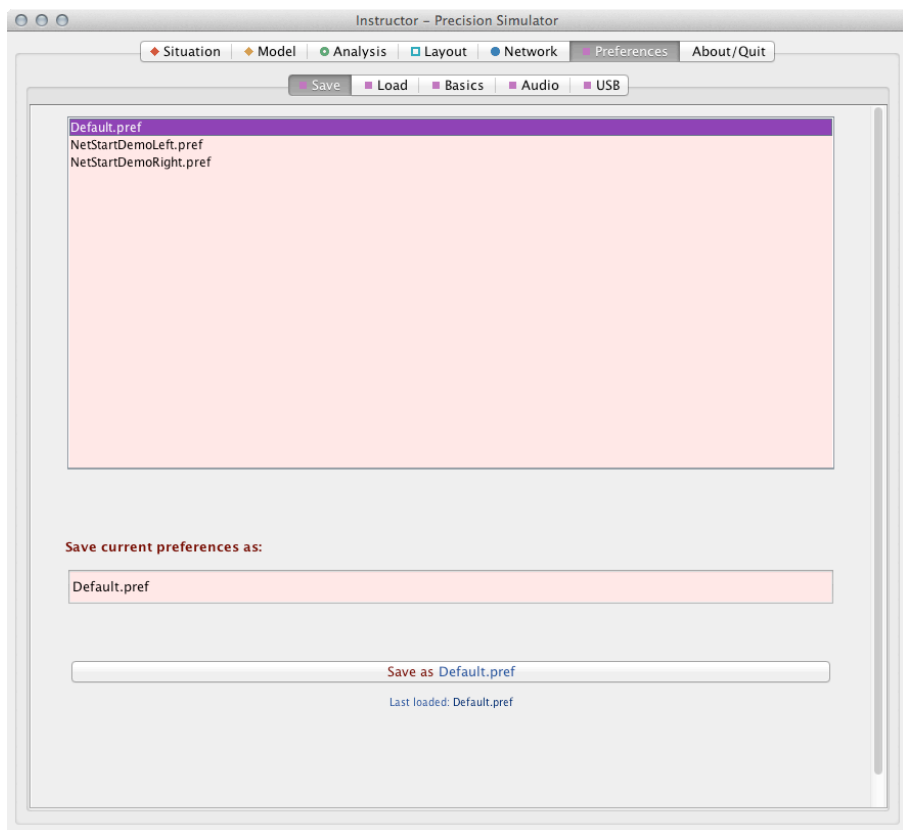 Instructor – Precision Simulator
Situation Model Analysis Layout Network Preferences About/Quit
Save Load Basics Audio USB
Default.pref
NetStartDemoLeft.pref
NetStartDemoRight.pref
Save current preferences as:
Default.pref
Save as Default.pref
Last loaded: Default.pref